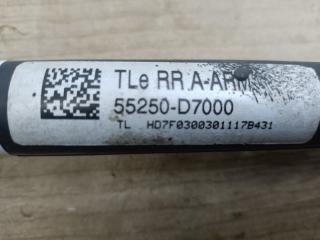 TLe RR A-ARM
55250-D7000
TL HD7F0300301117B431